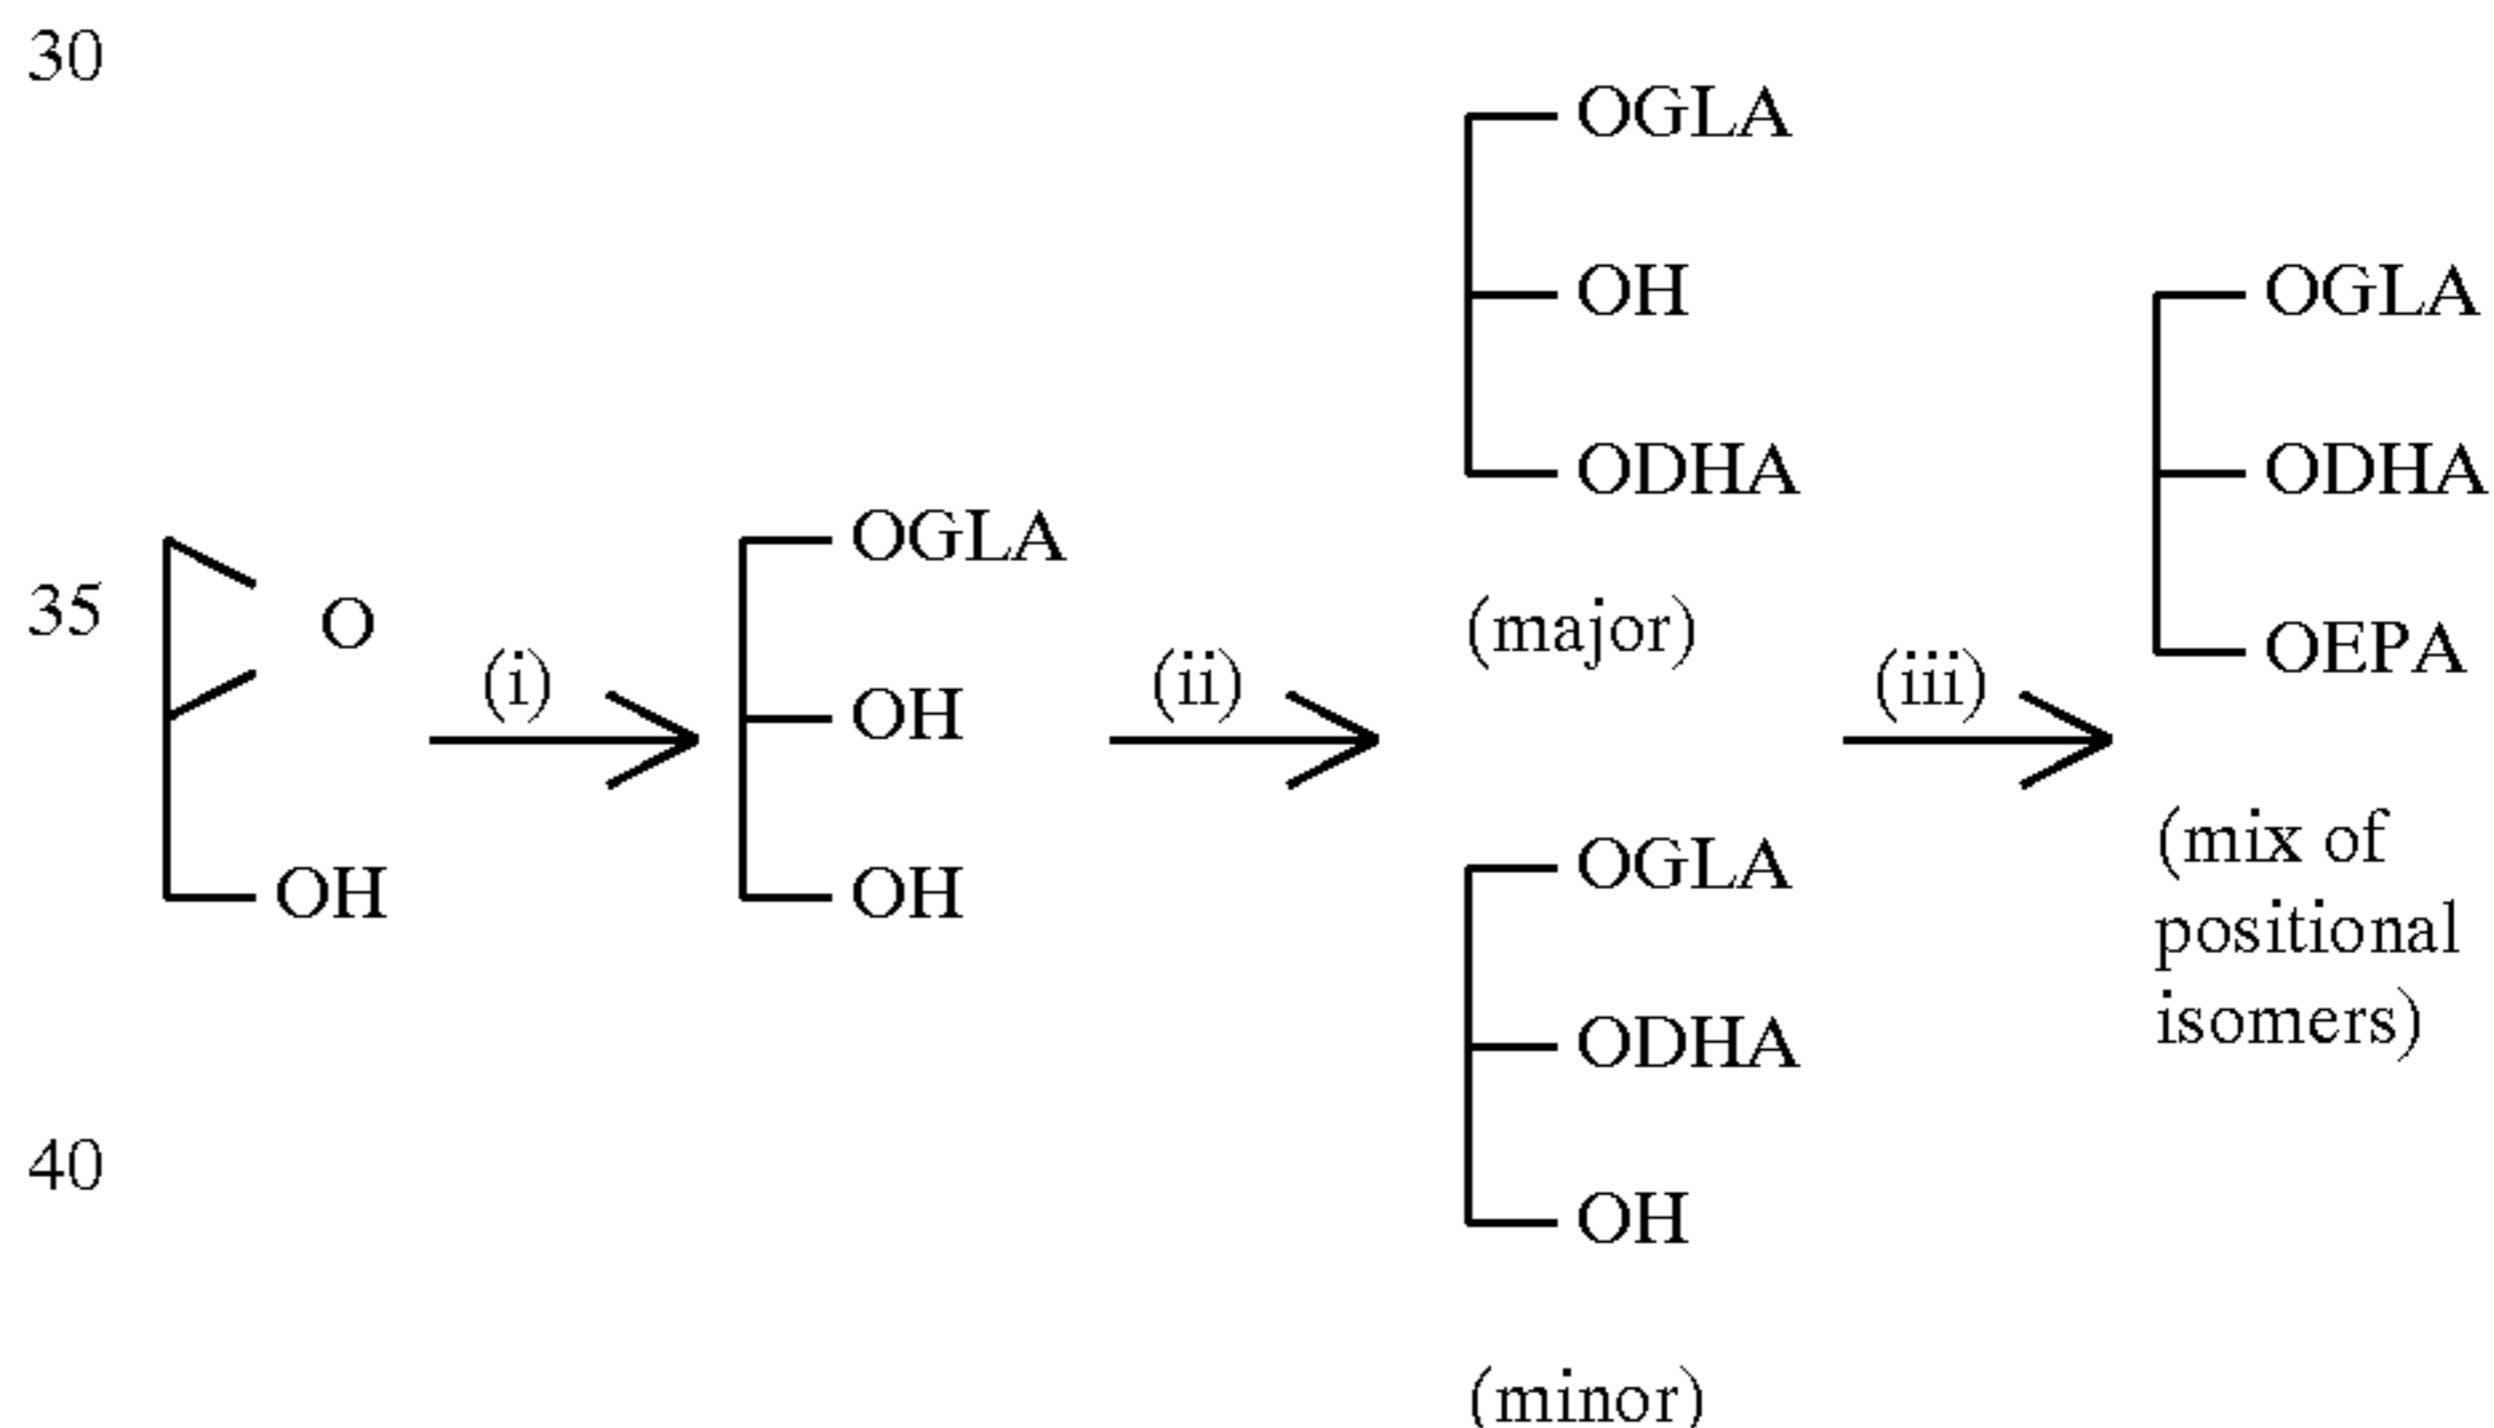 30
OGLA
OH
ODHA
(major)
OGLA
ODHA
OEPA
(mix of
positional
isomers)
35
O
OH
(i)
OGLA
OH
OH
(ii)
(iii)
OGLA
ODHA
OH
(minor)
40